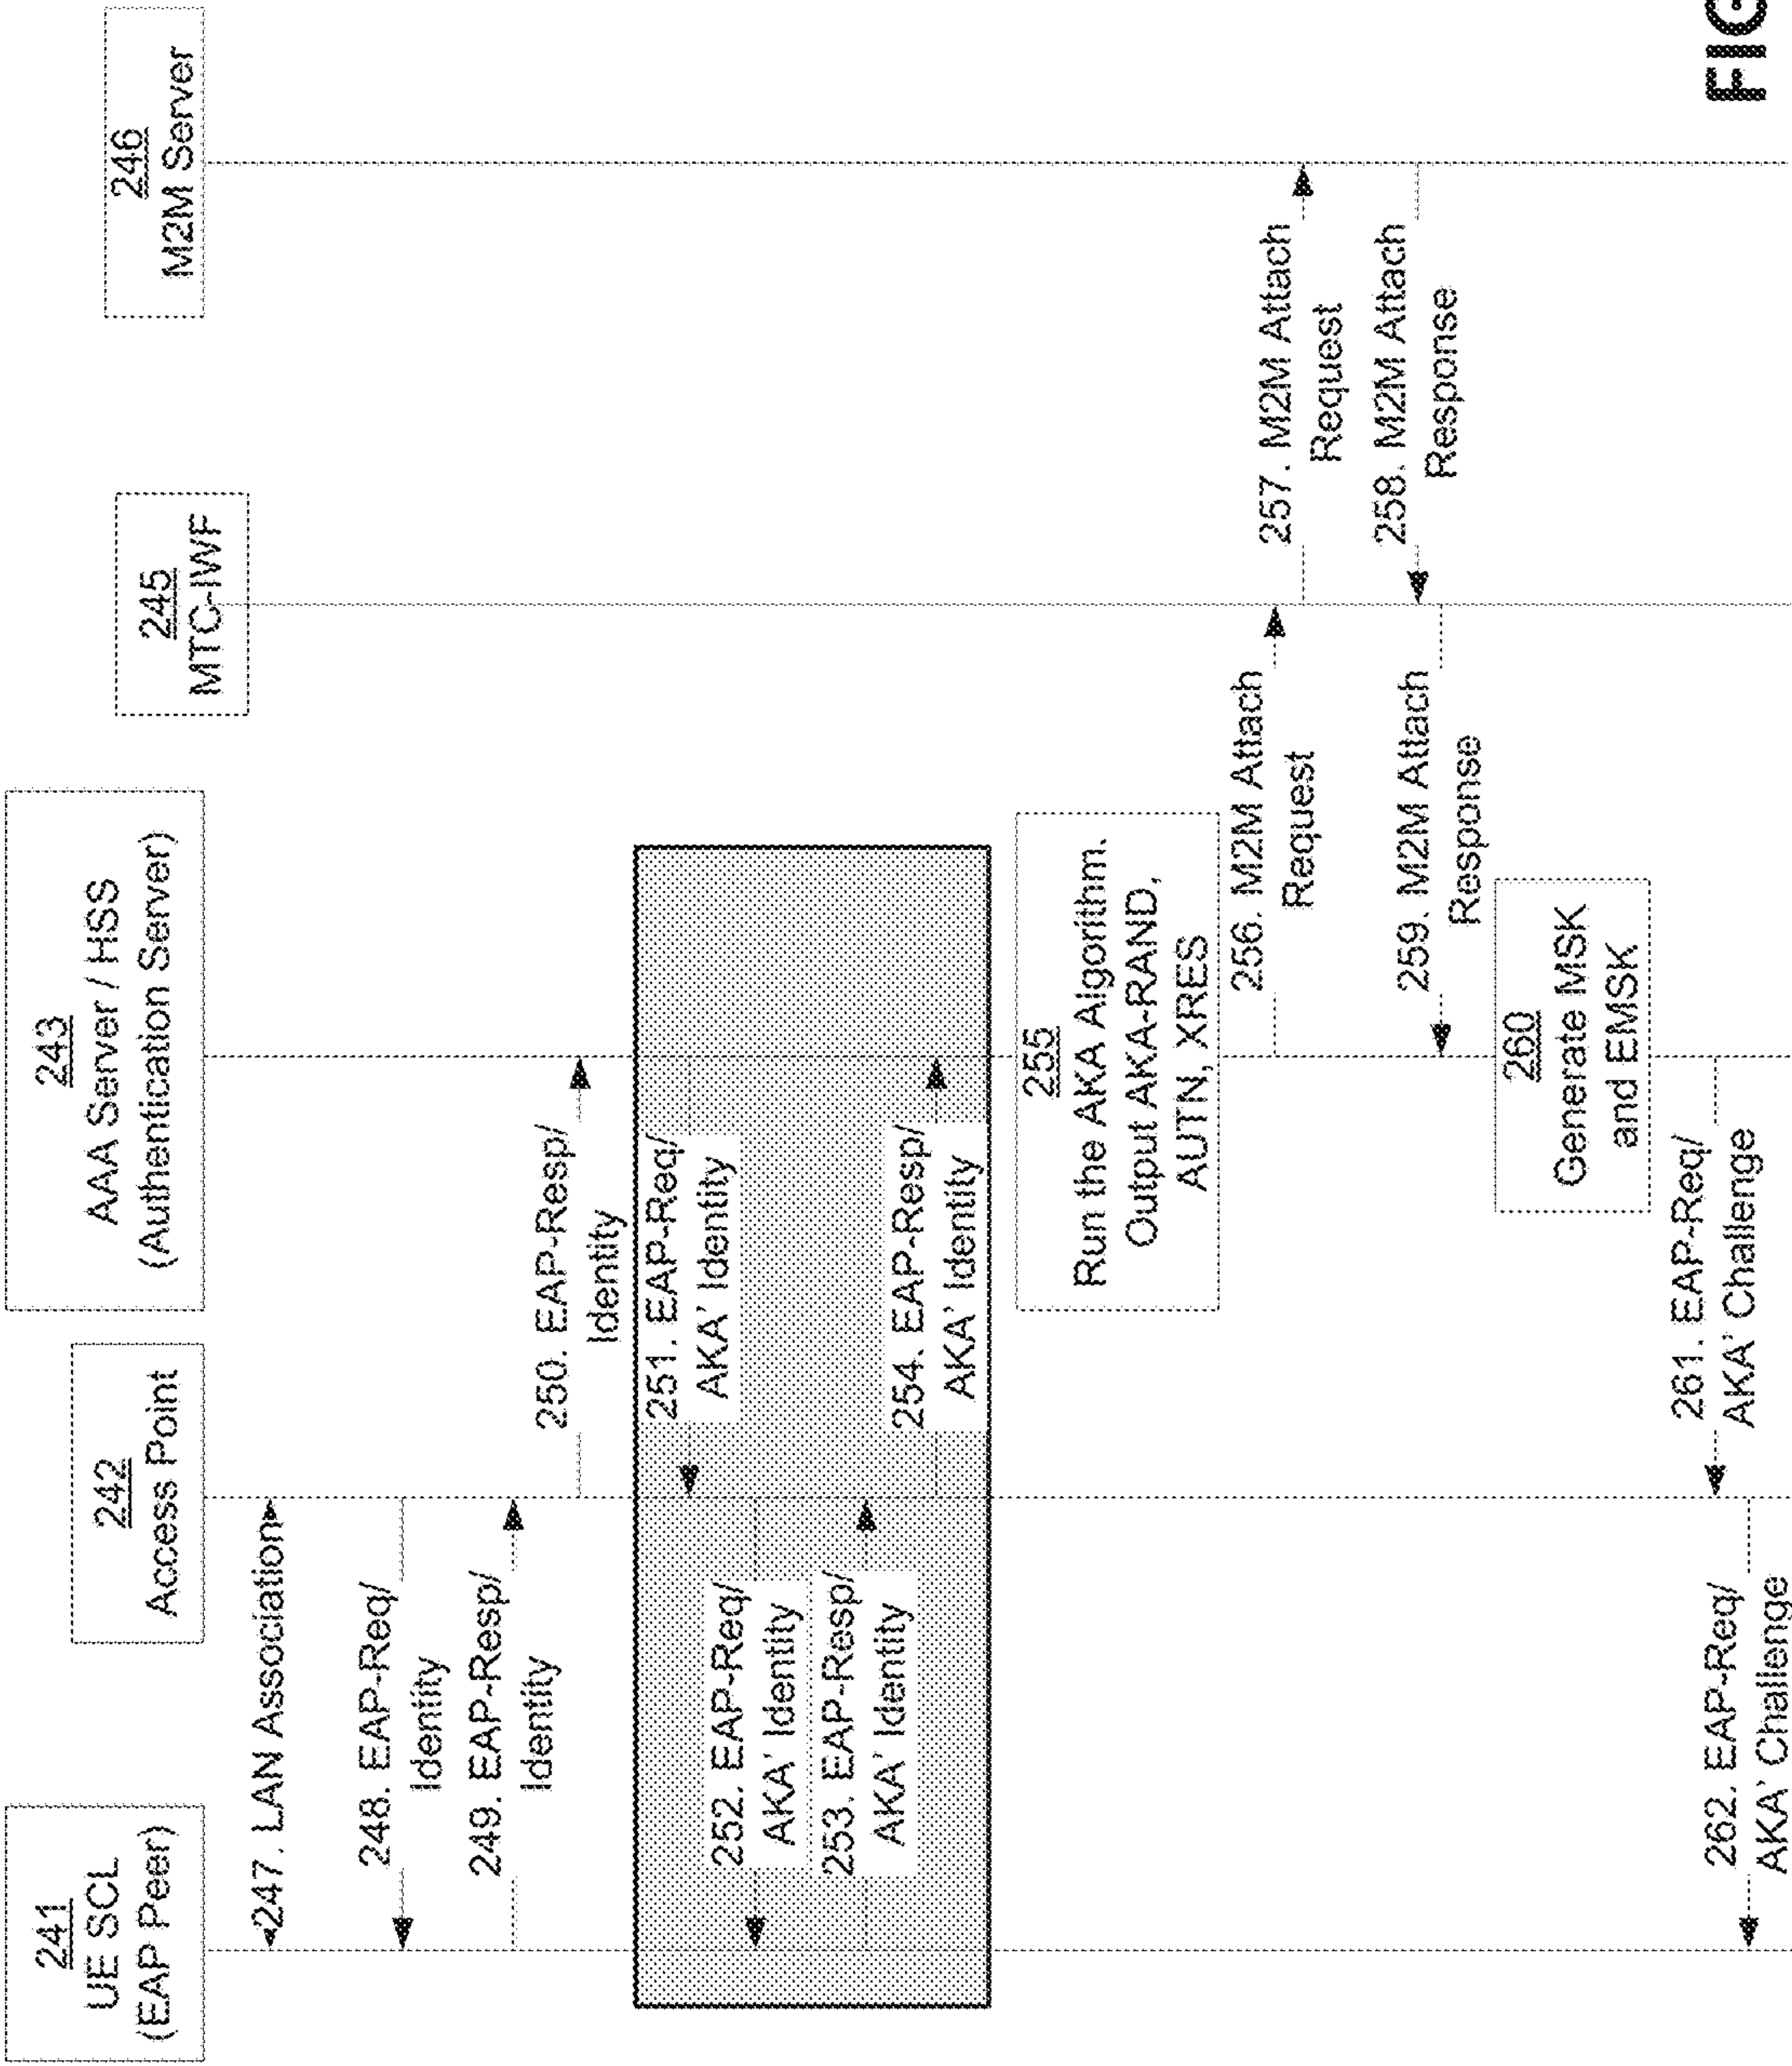 241
UE SCL
(EAP Peer)
242
Access Point
243
AAA Server / HSS
(Authentication Server)
245
MTC-IWF
246
M2M Server
247. LAN Association
248. EAP-Req/
Identity
249. EAP-Resp/
Identity
250. EAP-Resp/
Identity
251. EAP-Req/
AKA' Identity
252. EAP-Req/
AKA' Identity
253. EAP-Resp/
AKA' Identity
254. EAP-Resp/
AKA' Identity
255
Run the AKA Algorithm.
Output AKA-RAND,
AUTN, XRES
256. M2M Attach
Request
257. M2M Attach
Request
258. M2M Attach
Response
259. M2M Attach
Response
260
Generate MSK
and EMSK
261. EAP-Req/
AKA' Challenge
262. EAP-Req/
AKA' Challenge
FIG